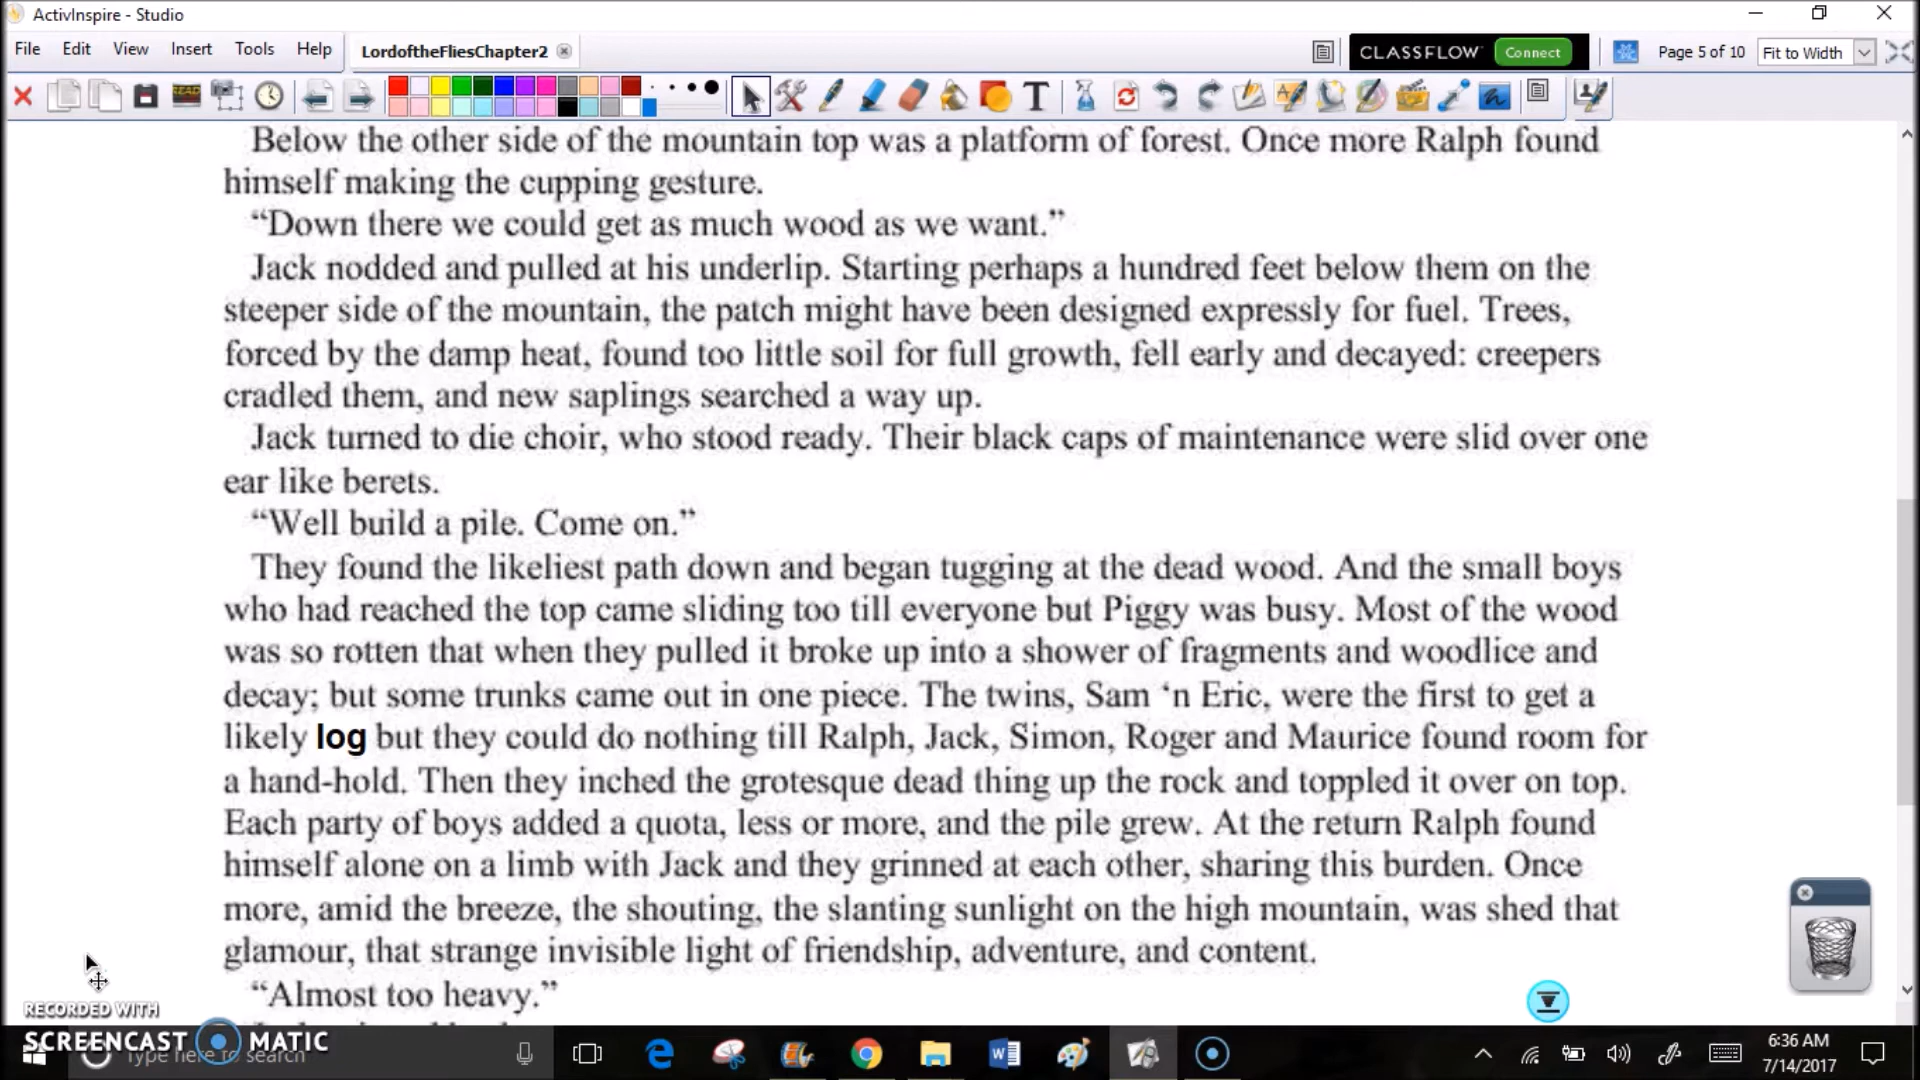 ActivInspire - Studio
File Edit View Insert Tools Help LordoftheFliesChapter2 CLASSFLOW Connect Page 5 of 10 Fit to Width
READ T
Below the other side of the mountain top was a platform of forest. Once more Ralph found
himself making the cupping gesture.
“Down there we could get as much wood as we want.”
Jack nodded and pulled at his underlip. Starting perhaps a hundred feet below them on the
steeper side of the mountain, the patch might have been designed expressly for fuel. Trees,
forced by the damp heat, found too little soil for full growth, fell early and decayed: creepers
cradled them, and new saplings searched a way up.
Jack turned to die choir, who stood ready. Their black caps of maintenance were slid over one
ear like berets.
“Well build a pile. Come on.”
They found the likeliest path down and began tugging at the dead wood. And the small boys
who had reached the top came sliding too till everyone but Piggy was busy. Most of the wood
was so rotten that when they pulled it broke up into a shower of fragments and woodlice and
decay; but some trunks came out in one piece. The twins, Sam ‘n Eric, were the first to get a
likely log but they could do nothing till Ralph, Jack, Simon, Roger and Maurice found room for
a hand-hold. Then they inched the grotesque dead thing up the rock and toppled it over on top.
Each party of boys added a quota, less or more, and the pile grew. At the return Ralph found
himself alone on a limb with Jack and they grinned at each other, sharing this burden. Once
more, amid the breeze, the shouting, the slanting sunlight on the high mountain, was shed that
glamour, that strange invisible light of friendship, adventure, and content.
“Almost too heavy.”
RECORDED WITH
SCREENCAST MATIC
Type here to search
6:36 AM
7/14/2017